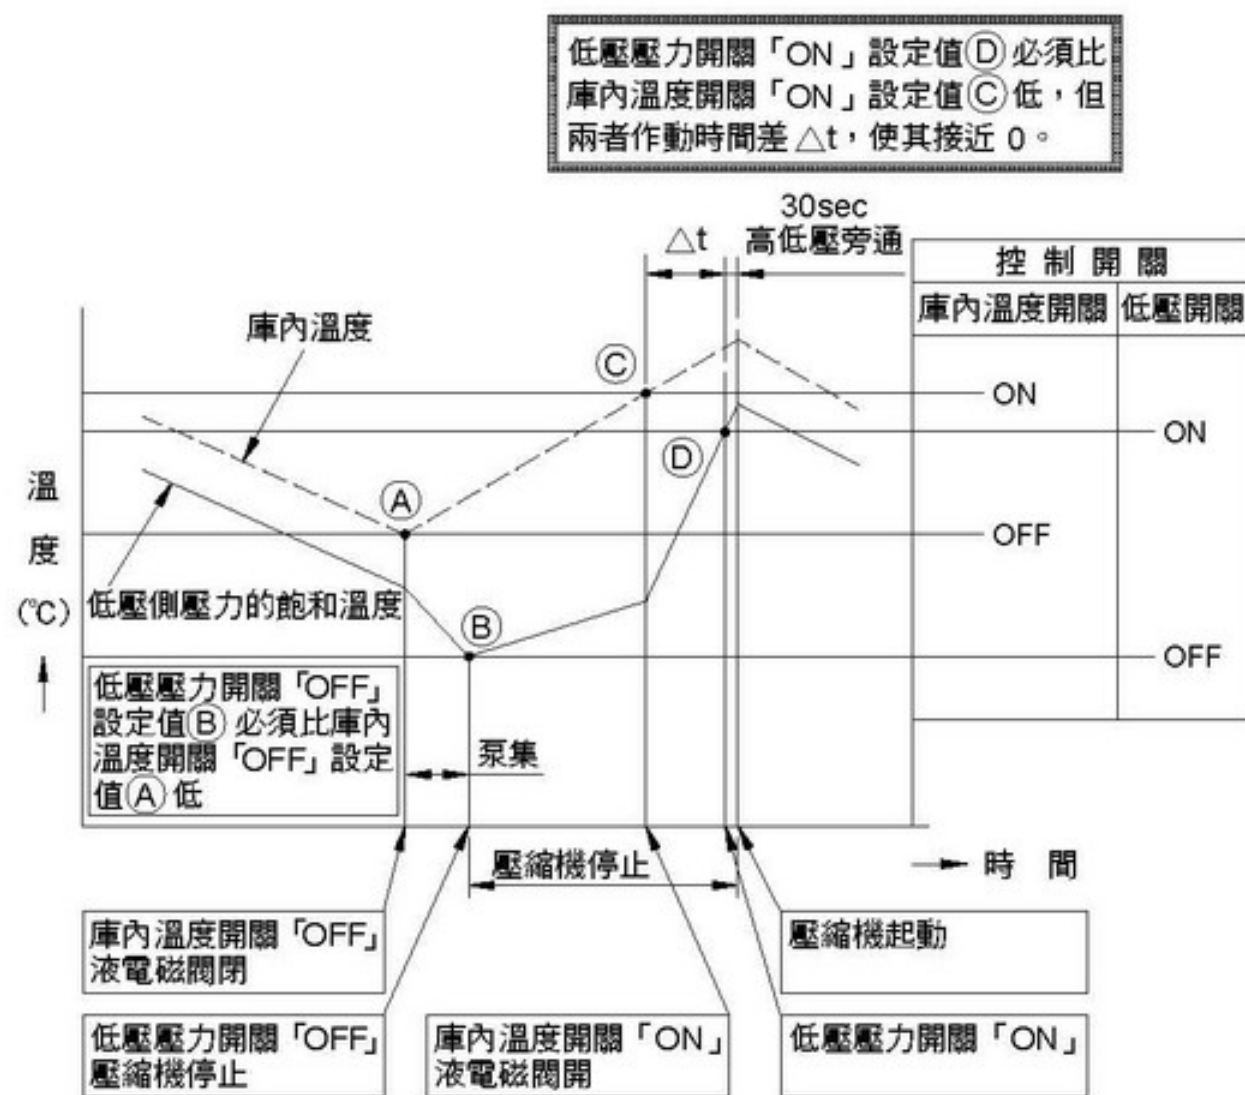 低壓壓力開關「ON」設定值Ⓓ必須比
庫內溫度開關「ON」設定值Ⓒ低，但
兩者作動時間差△t，使其接近 0。
30sec
△t
高低壓旁通
控制開關
庫內溫度開關
低壓開關
庫內溫度
Ⓒ
ON
Ⓓ
ON
溫度(℃)
Ⓐ
OFF
低壓側壓力的飽和溫度
Ⓑ
OFF
低壓壓力開關「OFF」
設定值Ⓑ必須比庫內
溫度開關「OFF」設定
值Ⓐ低
泵集
壓縮機停止
時間
庫內溫度開關「OFF」
液電磁閥閉
壓縮機起動
低壓壓力開關「OFF」
壓縮機停止
庫內溫度開關「ON」
液電磁閥開
低壓壓力開關「ON」